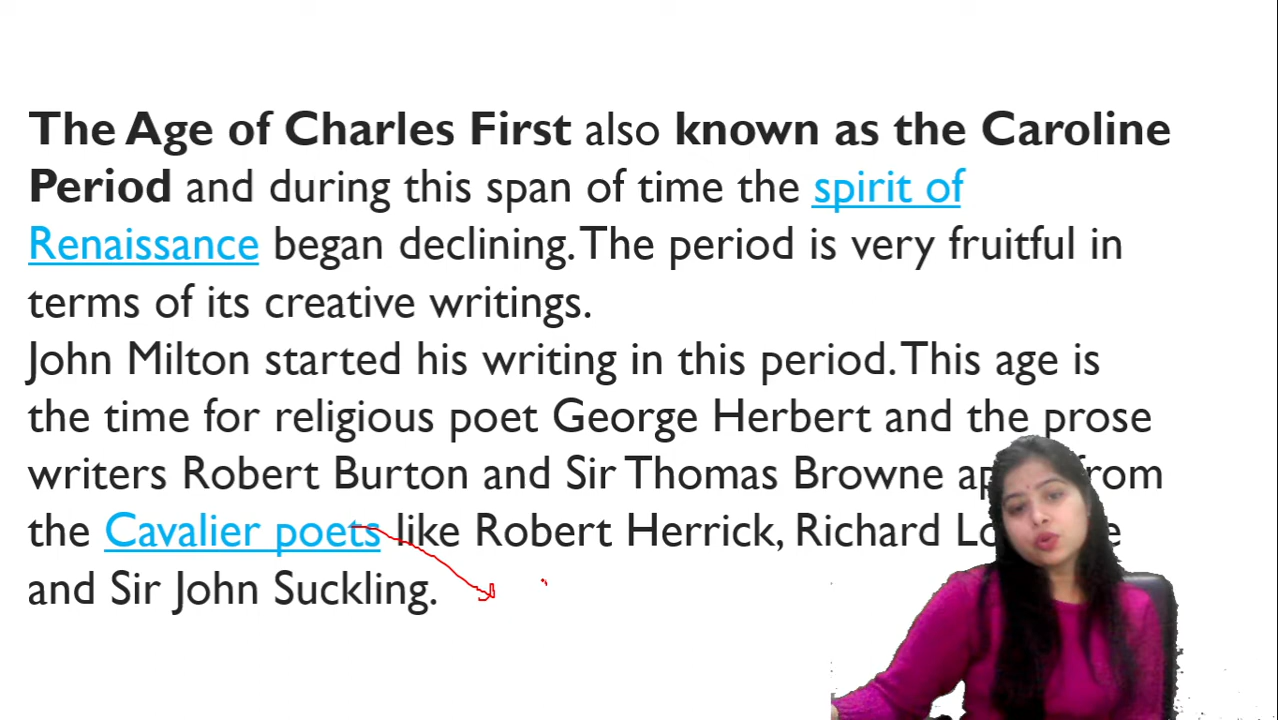 The Age of Charles First also known as the Caroline
Period and during this span of time the spirit of
Renaissance began declining. The period is very fruitful in
terms of its creative writings.
John Milton started his writing in this period. This age is
the time for religious poet George Herbert and the prose
writers Robert Burton and Sir Thomas Browne from
the Cavalier poets like Robert Herrick, Richard
and Sir John Suckling.